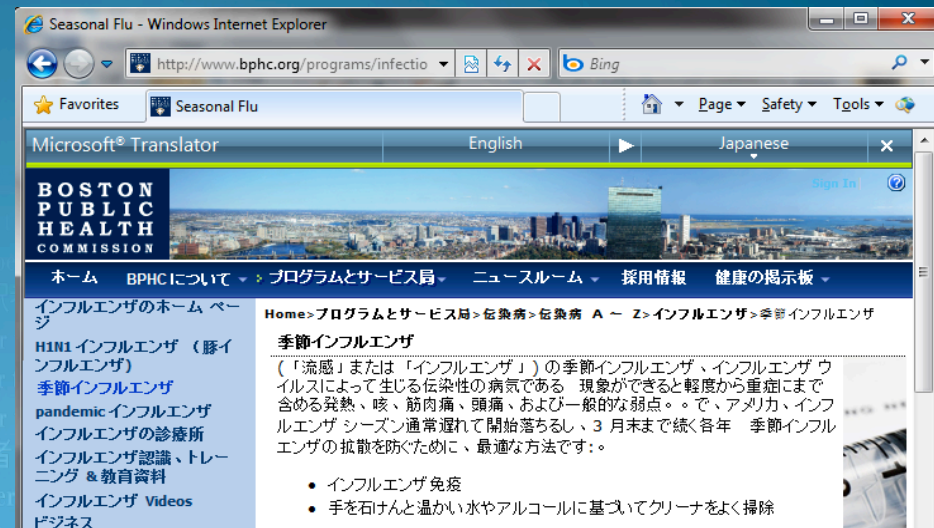 Seasonal Flu - Windows Internet Explorer
http://www.bphc.org/programs/infectio
Bing
Favorites
Seasonal Flu
Page Safety Tools
Microsoft® Translator English Japanese
Sign In
BOSTON
PUBLIC
HEALTH
COMMISSION
ホーム BPHCについて プログラムとサービス局 ニュースルーム 採用情報 健康の掲示板
インフルエンザのホーム ページ
H1N1 インフルエンザ （豚インフルエンザ)
季節インフルエンザ
pandemic インフルエンザ
インフルエンザの診療所
インフルエンザ認識、トレーニング & 教育資料
インフルエンザ Videos
ビジネス
Home>プログラムとサービス局>伝染病>伝染病 A ～ Z>インフルエンザ>季節インフルエンザ
季節インフルエンザ
(「流感」または「インフルエンザ」) の季節インフルエンザ、インフルエンザ ウ
イルスによって生じる伝染性の病気である 現象ができると軽度から重症にまで
含める発熱、咳、筋肉痛、頭痛、および一般的な弱点。。で、アメリカ、インフ
ルエンザ シーズン通常遅れて開始落ちるし、3 月末まで続く各年 季節インフル
エンザの拡散を防ぐために、最適な方法です:。
• インフルエンザ免疫
• 手を石けんと温かい水やアルコールに基づいてクリーナをよく掃除